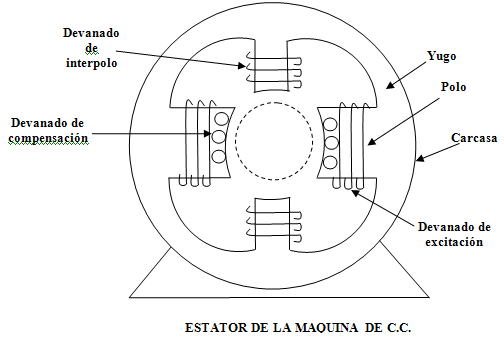 Devanado
de
interpolo
Yugo
Polo
Devanado de
compensación
Carcasa
Devanado de
excitación
ESTATOR DE LA MAQUINA DE C.C.